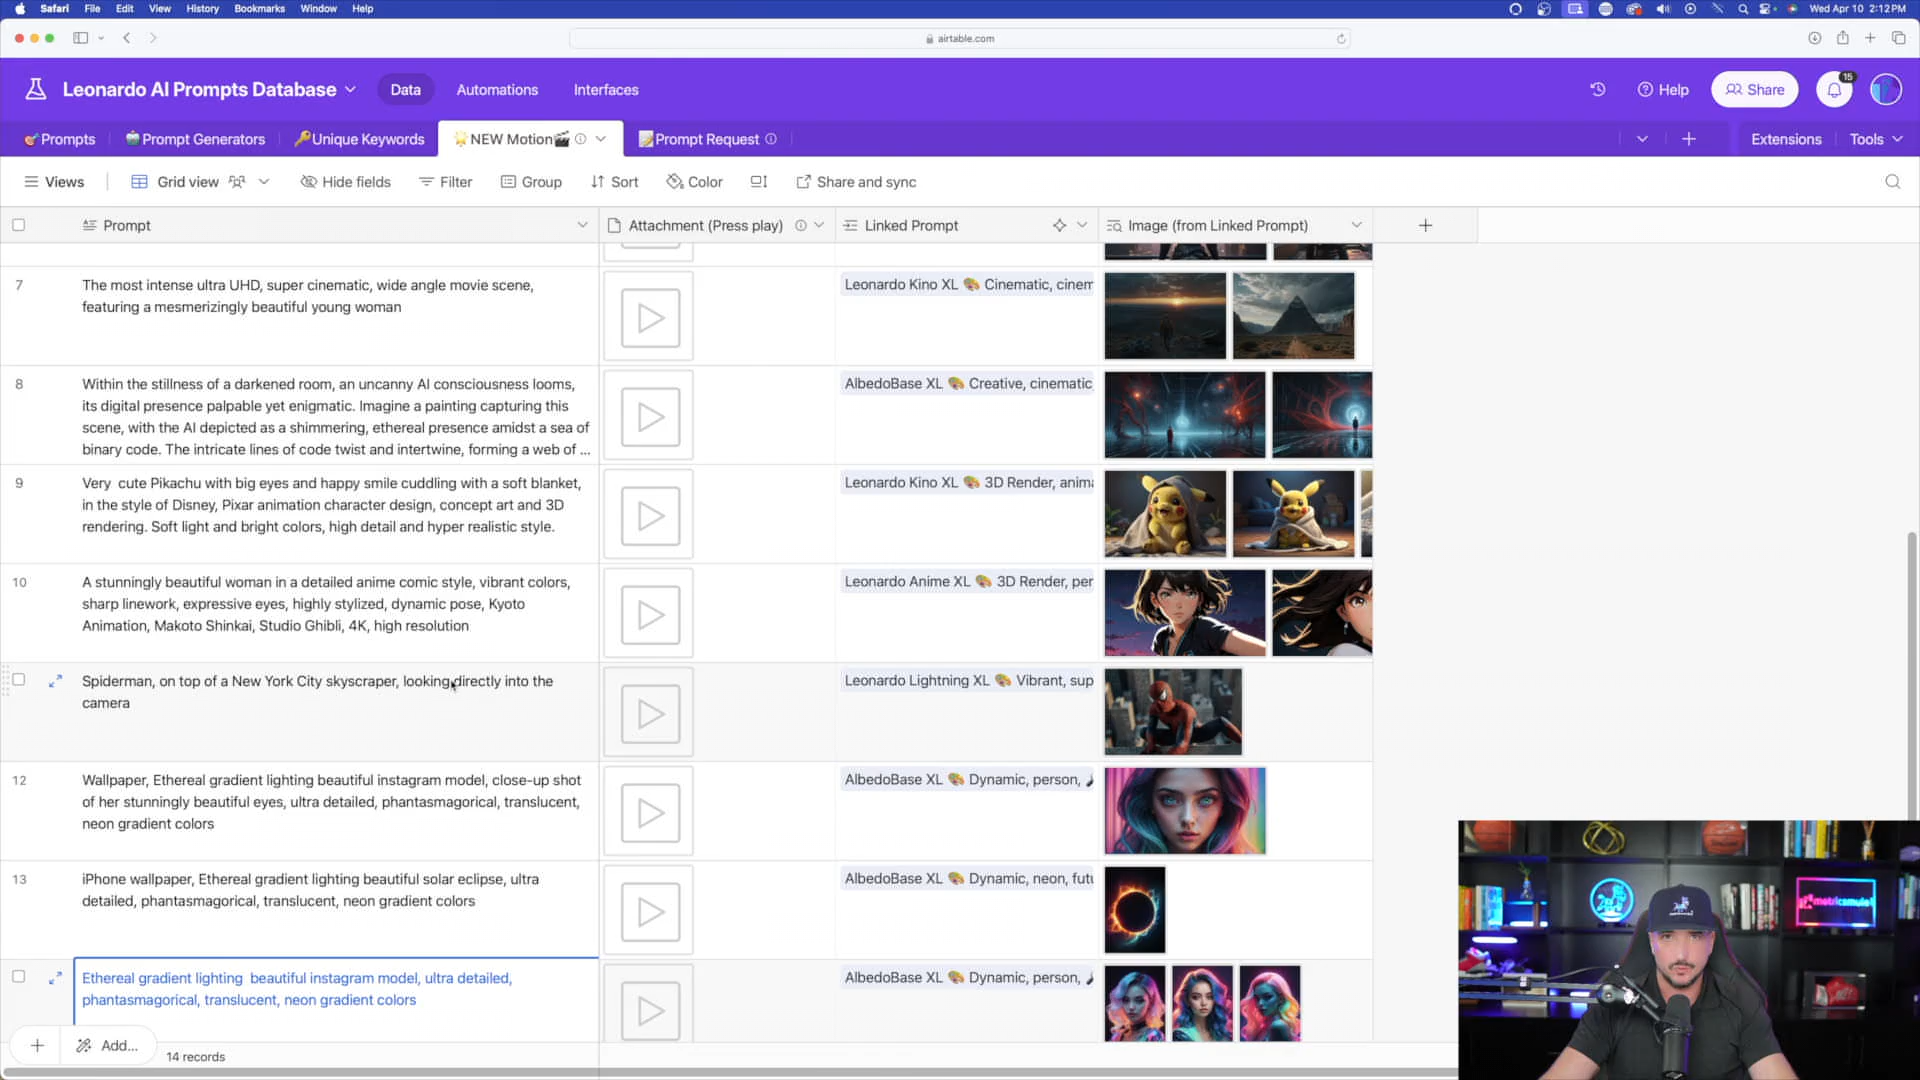 Safari File Edit View History Bookmarks Window Help Wed Apr 10 2:12 PM
airtable.com
Leonardo AI Prompts Database Data Automations Interfaces Help Share 15
Prompts Prompt Generators Unique Keywords NEW Motion Prompt Request Extensions Tools
Views Grid view Hide fields Filter Group Sort Color Share and sync
Prompt Attachment (Press play) Linked Prompt Image (from Linked Prompt)
7 The most intense ultra UHD, super cinematic, wide angle movie scene,
featuring a mesmerizingly beautiful young woman
Leonardo Kino XL 🎨 Cinematic, cinem
8 Within the stillness of a darkened room, an uncanny AI consciousness looms,
its digital presence palpable yet enigmatic. Imagine a painting capturing this
scene, with the AI depicted as a shimmering, ethereal presence amidst a sea of
binary code. The intricate lines of code twist and intertwine, forming a web of ...
AlbedoBase XL 🎨 Creative, cinematic,
9 Very cute Pikachu with big eyes and happy smile cuddling with a soft blanket,
in the style of Disney, Pixar animation character design, concept art and 3D
rendering. Soft light and bright colors, high detail and hyper realistic style.
Leonardo Kino XL 🎨 3D Render, anima
10 A stunningly beautiful woman in a detailed anime comic style, vibrant colors,
sharp linework, expressive eyes, highly stylized, dynamic pose, Kyoto
Animation, Makoto Shinkai, Studio Ghibli, 4K, high resolution
Leonardo Anime XL 🎨 3D Render, per
Spiderman, on top of a New York City skyscraper, looking directly into the
camera
Leonardo Lightning XL 🎨 Vibrant, sup
12 Wallpaper, Ethereal gradient lighting beautiful instagram model, close-up shot
of her stunningly beautiful eyes, ultra detailed, phantasmagorical, translucent,
neon gradient colors
AlbedoBase XL 🎨 Dynamic, person,
13 iPhone wallpaper, Ethereal gradient lighting beautiful solar eclipse, ultra
detailed, phantasmagorical, translucent, neon gradient colors
AlbedoBase XL 🎨 Dynamic, neon, futu
Ethereal gradient lighting beautiful instagram model, ultra detailed,
phantasmagorical, translucent, neon gradient colors
AlbedoBase XL 🎨 Dynamic, person,
Add...
14 records
metricsmule